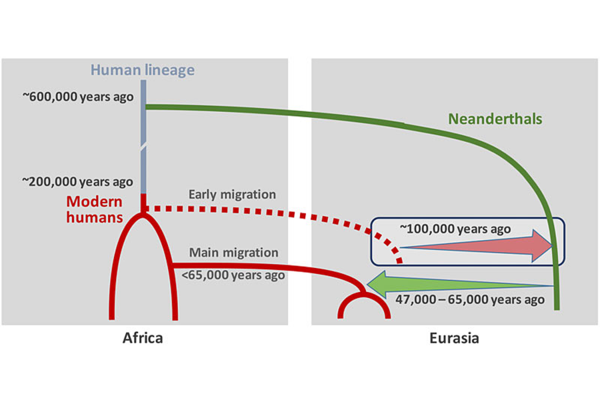 Human lineage
~600,000 years ago
Neanderthals
~200,000 years ago
Modern
humans
Early migration
~100,000 years ago
Main migration
<65,000 years ago
47,000 – 65,000 years ago
Africa
Eurasia